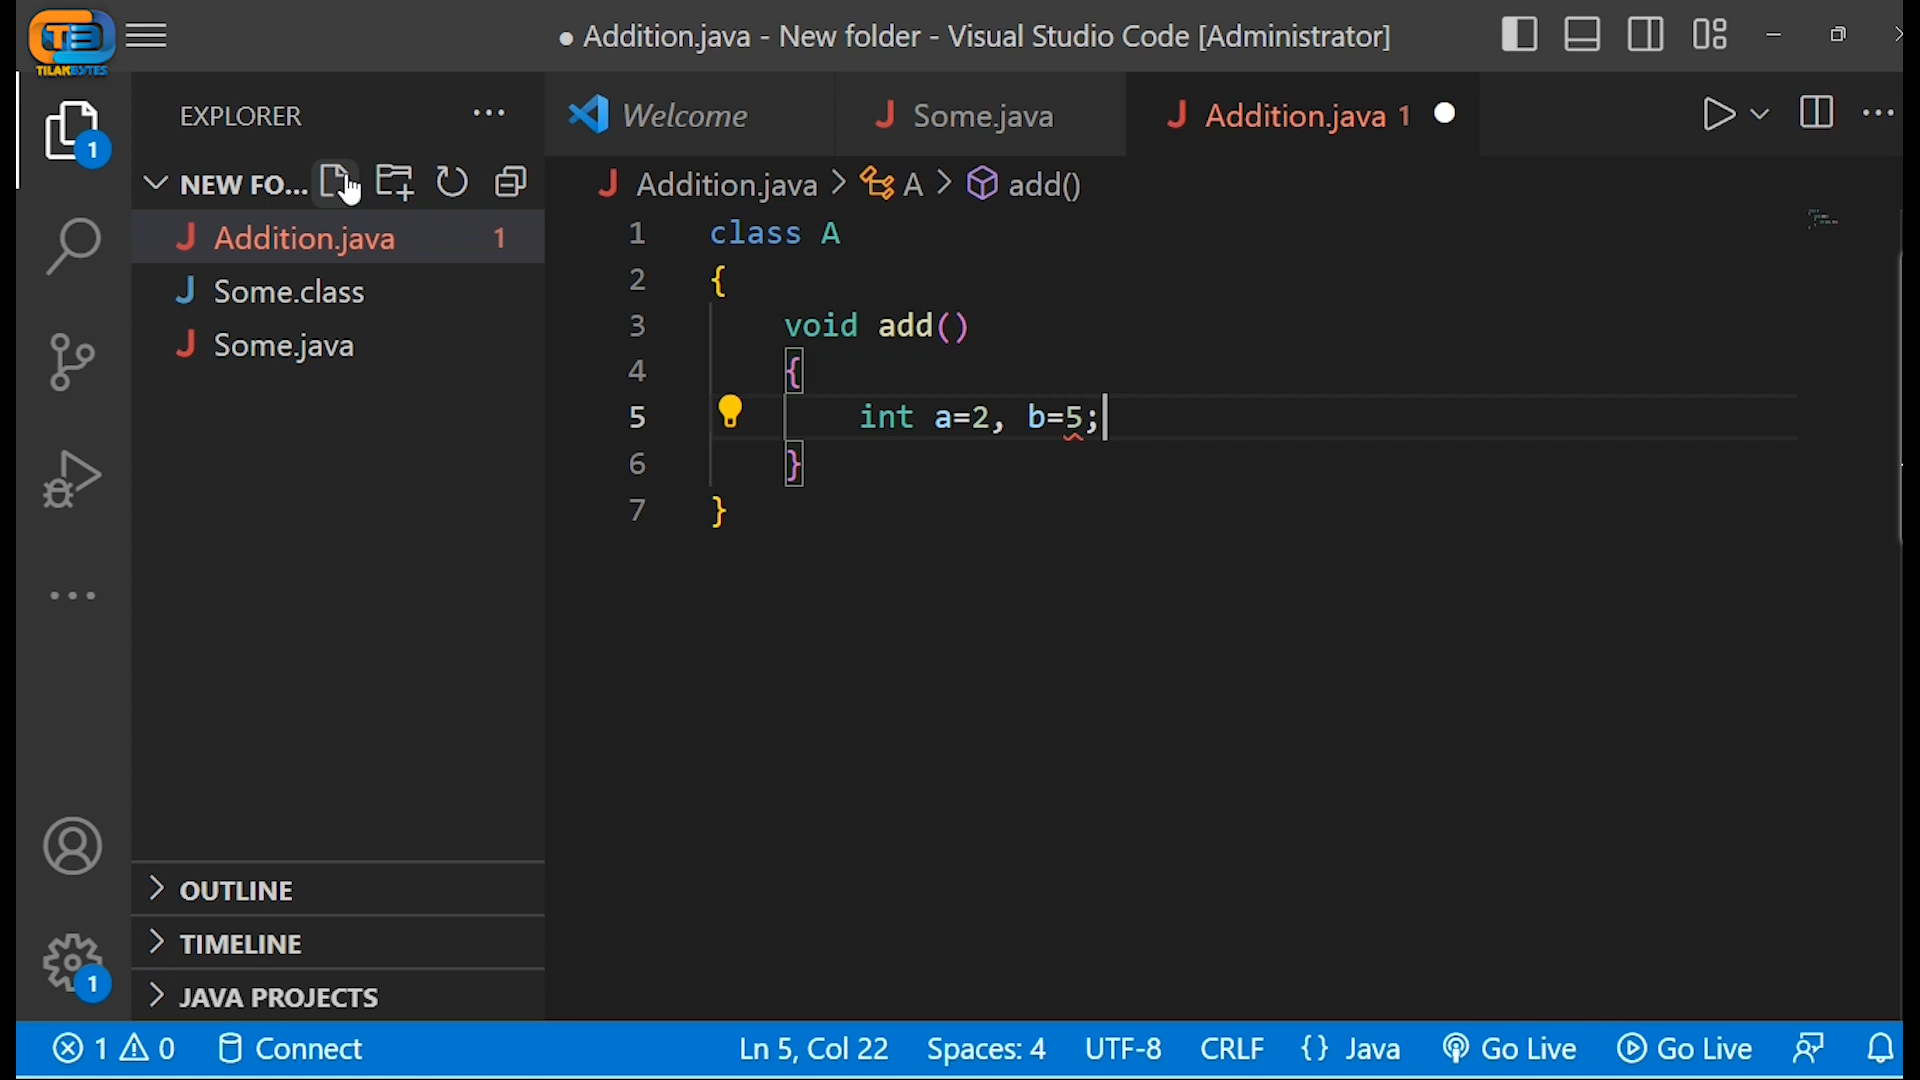 TILAKBYTES
● Addition.java - New folder - Visual Studio Code [Administrator]
1
EXPLORER
Welcome
Some.java
Addition.java 1
NEW FO...
Addition.java > A > add()
Addition.java 1
Some.class
Some.java
1 class A
2 {
3 void add()
4 {
5 int a=2, b=5;
6 }
7 }
OUTLINE
TIMELINE
JAVA PROJECTS
1
1 0 Connect Ln 5, Col 22 Spaces: 4 UTF-8 CRLF {} Java Go Live Go Live